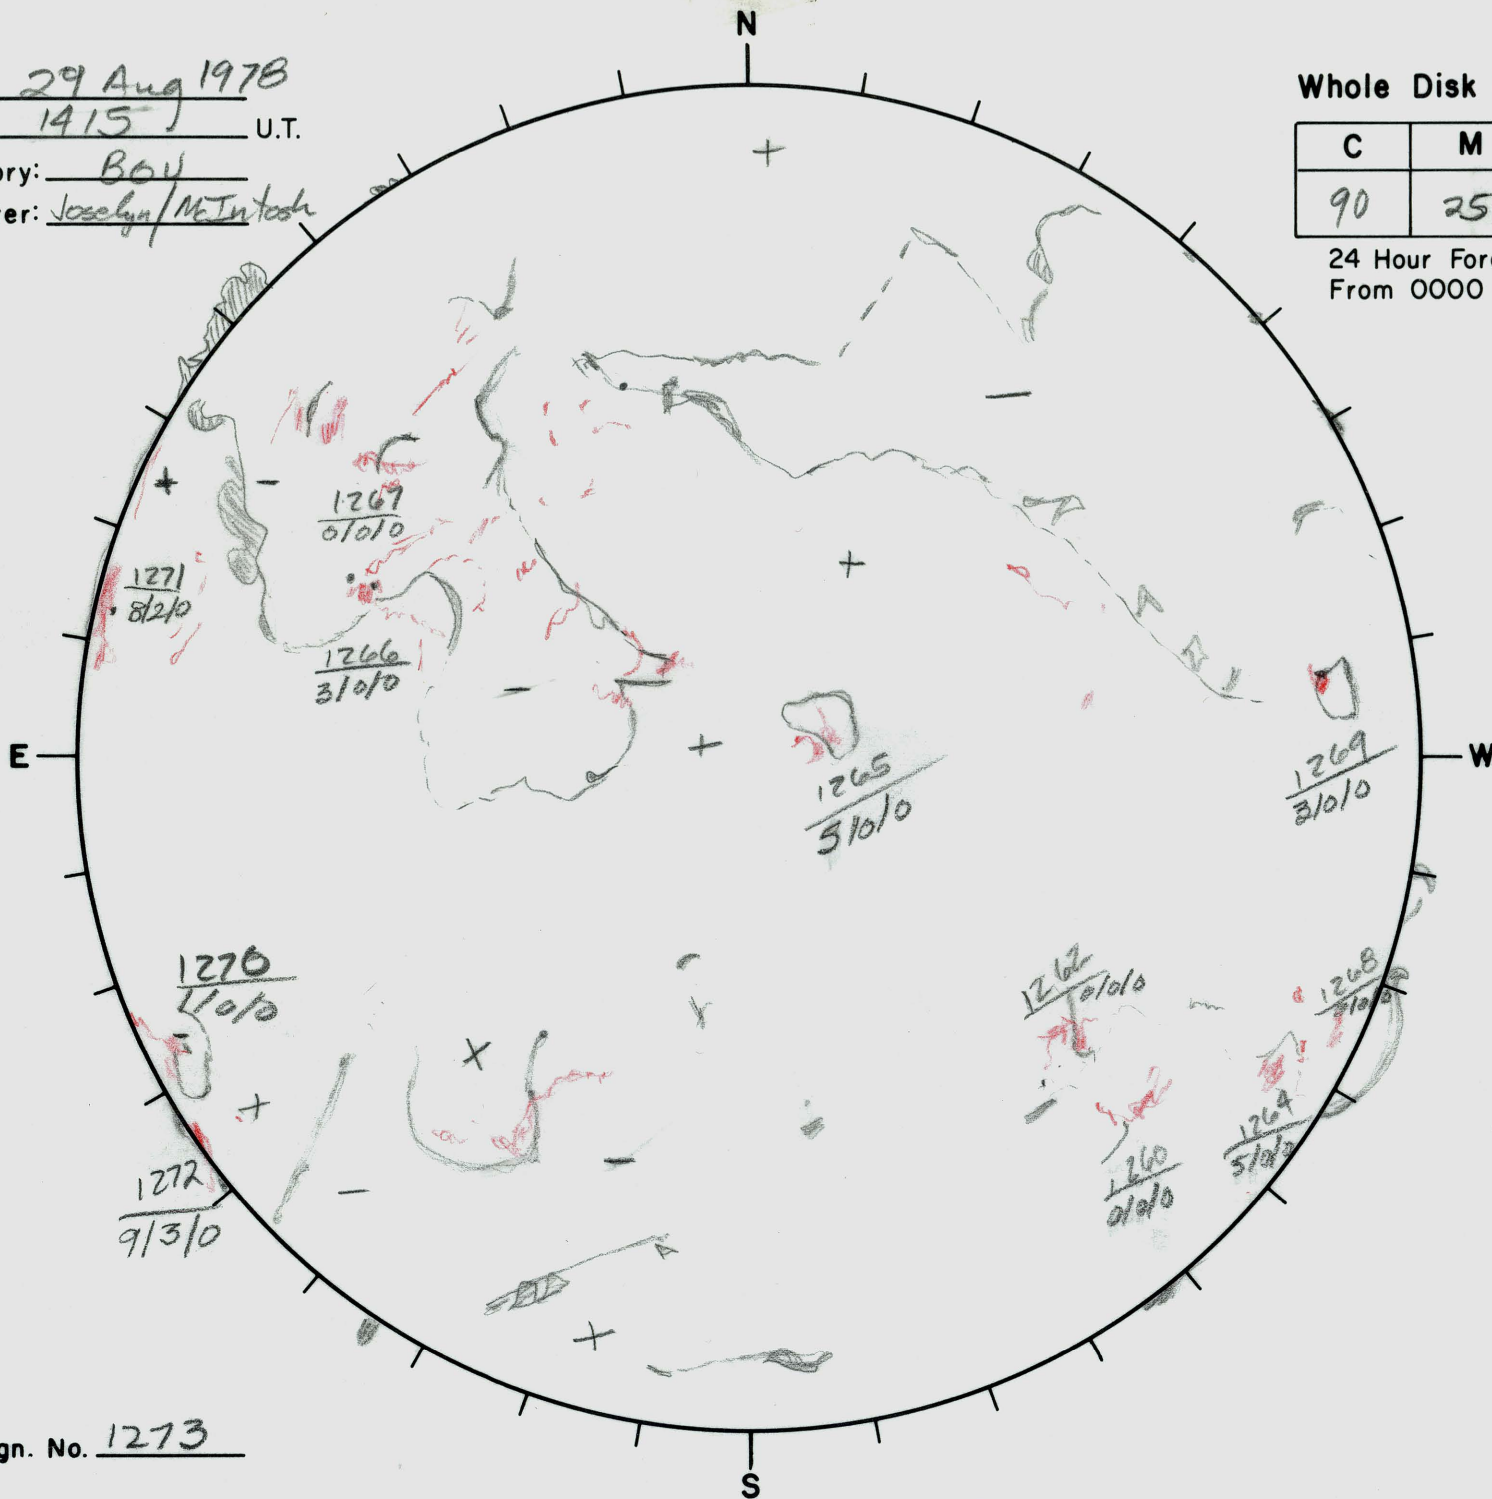 N
29 Aug 1978
1415 U.T.
ory: BOU
er: Joselyn/McIntosh
Whole Disk
C M
90 25
24 Hour Fore
From 0000
+
+ -
-
1267
0/0/0
1271
8/2/0
+
1266
3/0/0
-
E
+
W
1265
5/0/0
1269
3/0/0
1270
1/0/0
1262
0/0/0
1268
X
+
1264
5/0/0
1272
9/3/0
-
-
1260
0/0/0
+
gn. No. 1273
S